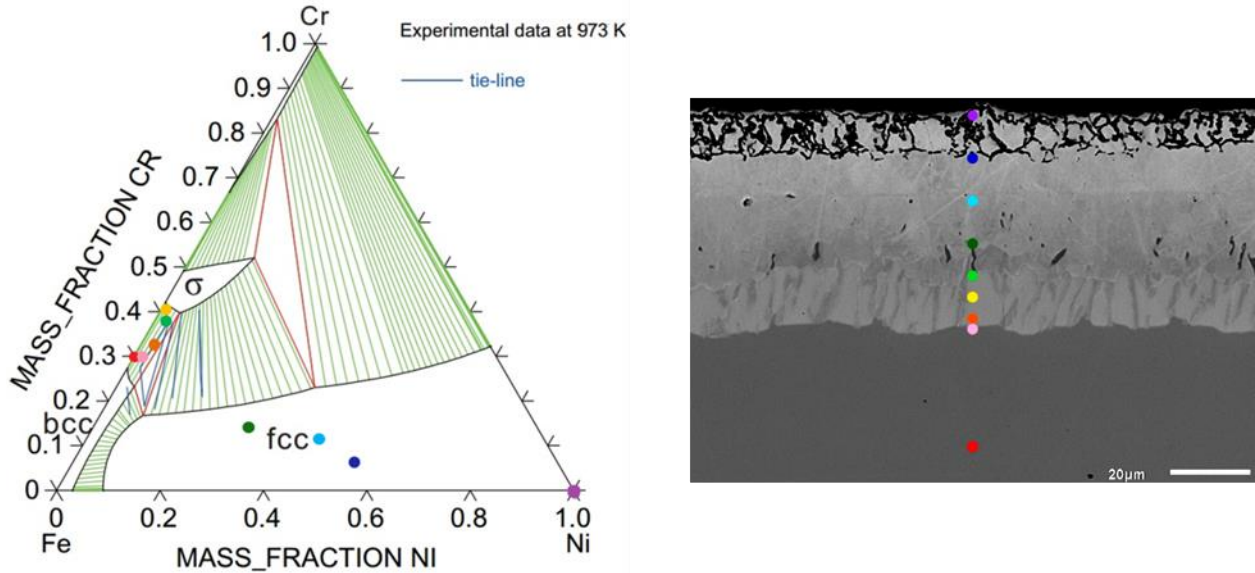 Cr
Experimental data at 973 K
tie-line
1.0
0.9
0.8
0.7
0.6
0.5
0.4
0.3
0.2
0.1
0
MASS_FRACTION CR
σ
bcc
fcc
0
0.2
0.4
0.6
0.8
1.0
Fe
Ni
MASS_FRACTION NI
20μm